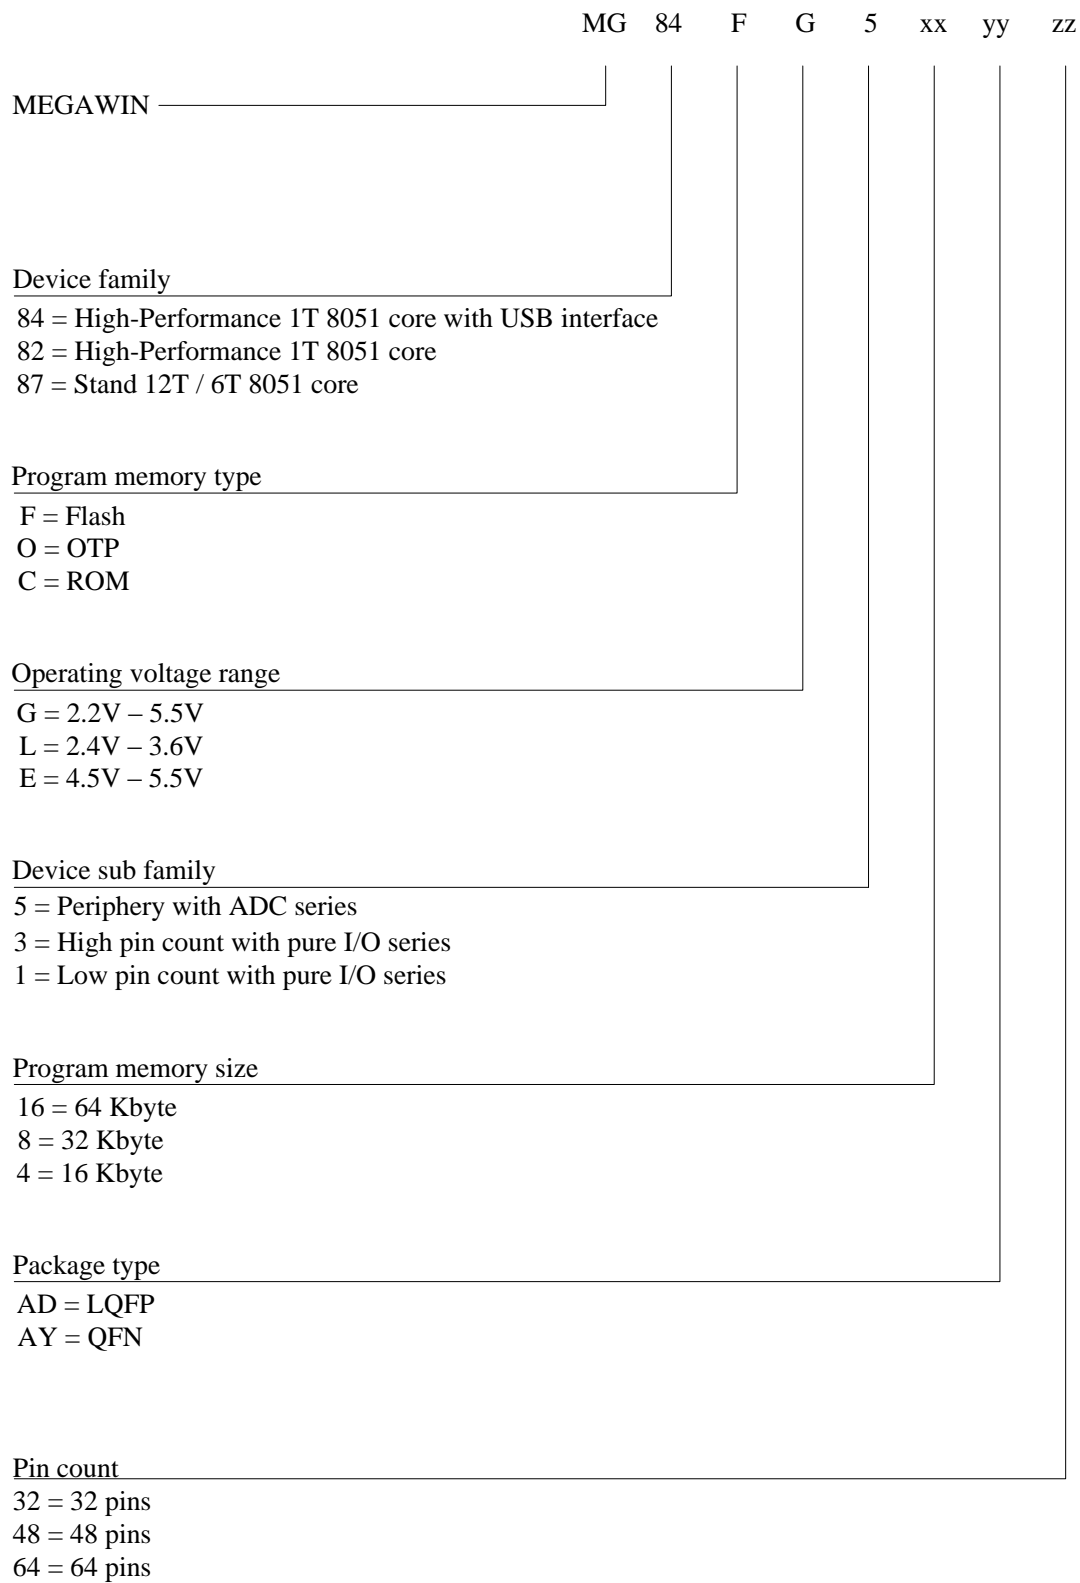 MG 84 F G 5 xx yy zz
MEGAWIN
Device family
84 = High-Performance 1T 8051 core with USB interface
82 = High-Performance 1T 8051 core
87 = Stand 12T / 6T 8051 core
Program memory type
F = Flash
O = OTP
C = ROM
Operating voltage range
G = 2.2V – 5.5V
L = 2.4V – 3.6V
E = 4.5V – 5.5V
Device sub family
5 = Periphery with ADC series
3 = High pin count with pure I/O series
1 = Low pin count with pure I/O series
Program memory size
16 = 64 Kbyte
8 = 32 Kbyte
4 = 16 Kbyte
Package type
AD = LQFP
AY = QFN
Pin count
32 = 32 pins
48 = 48 pins
64 = 64 pins